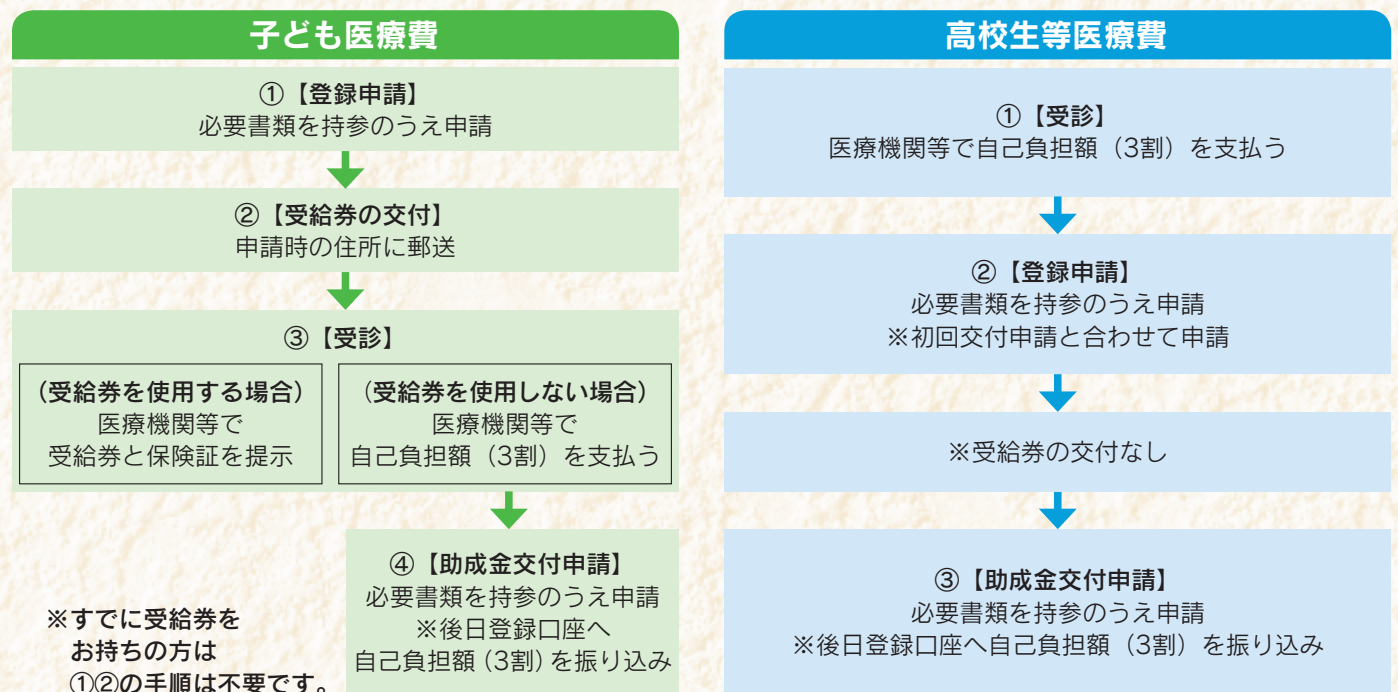 子ども医療費
①【登録申請】
必要書類を持参のうえ申請
②【受給券の交付】
申請時の住所に郵送
③【受診】
(受給券を使用する場合)
医療機関等で
受給券と保険証を提示
(受給券を使用しない場合)
医療機関等で
自己負担額(3割)を支払う
④【助成金交付申請】
必要書類を持参のうえ申請
※後日登録口座へ
自己負担額(3割)を振り込み
※すでに受給券を
お持ちの方は
①②の手順は不要です。
高校生等医療費
①【受診】
医療機関等で自己負担額(3割)を支払う
②【登録申請】
必要書類を持参のうえ申請
※初回交付申請と合わせて申請
※受給券の交付なし
③【助成金交付申請】
必要書類を持参のうえ申請
※後日登録口座へ自己負担額(3割)を振り込み